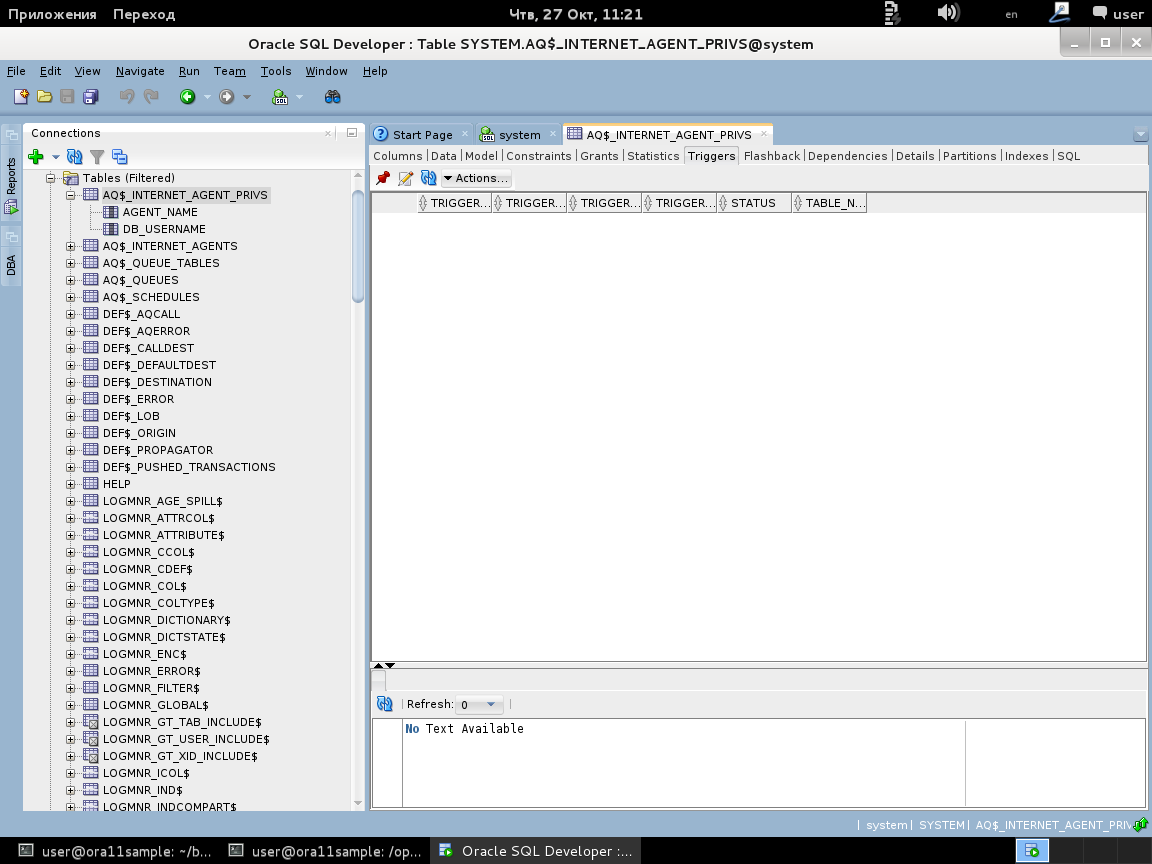 Приложения Переход Чтв, 27 Окт, 11:21 en user
Oracle SQL Developer : Table SYSTEM.AQ$_INTERNET_AGENT_PRIVS@system
File Edit View Navigate Run Team Tools Window Help
Reports
DBA
Connections
Tables (Filtered)
AQ$_INTERNET_AGENT_PRIVS
AGENT_NAME
DB_USERNAME
AQ$_INTERNET_AGENTS
AQ$_QUEUE_TABLES
AQ$_QUEUES
AQ$_SCHEDULES
DEF$_AQCALL
DEF$_AQERROR
DEF$_CALLDEST
DEF$_DEFAULTDEST
DEF$_DESTINATION
DEF$_ERROR
DEF$_LOB
DEF$_ORIGIN
DEF$_PROPAGATOR
DEF$_PUSHED_TRANSACTIONS
HELP
LOGMNR_AGE_SPILL$
LOGMNR_ATTRCOL$
LOGMNR_ATTRIBUTE$
LOGMNR_CCOL$
LOGMNR_CDEF$
LOGMNR_COL$
LOGMNR_COLTYPE$
LOGMNR_DICTIONARY$
LOGMNR_DICTSTATE$
LOGMNR_ENC$
LOGMNR_ERROR$
LOGMNR_FILTER$
LOGMNR_GLOBAL$
LOGMNR_GT_TAB_INCLUDE$
LOGMNR_GT_USER_INCLUDE$
LOGMNR_GT_XID_INCLUDE$
LOGMNR_ICOL$
LOGMNR_IND$
LOGMNR_INDCOMPART$
Start Page system AQ$_INTERNET_AGENT_PRIVS
Columns Data Model Constraints Grants Statistics Triggers Flashback Dependencies Details Partitions Indexes SQL
Actions...
TRIGGER... TRIGGER... TRIGGER... TRIGGER... STATUS TABLE_N...
Refresh: 0
No Text Available
system SYSTEM AQ$_INTERNET_AGENT_PRIV
user@ora11sample: ~/b... user@ora11sample: /op... Oracle SQL Developer :...